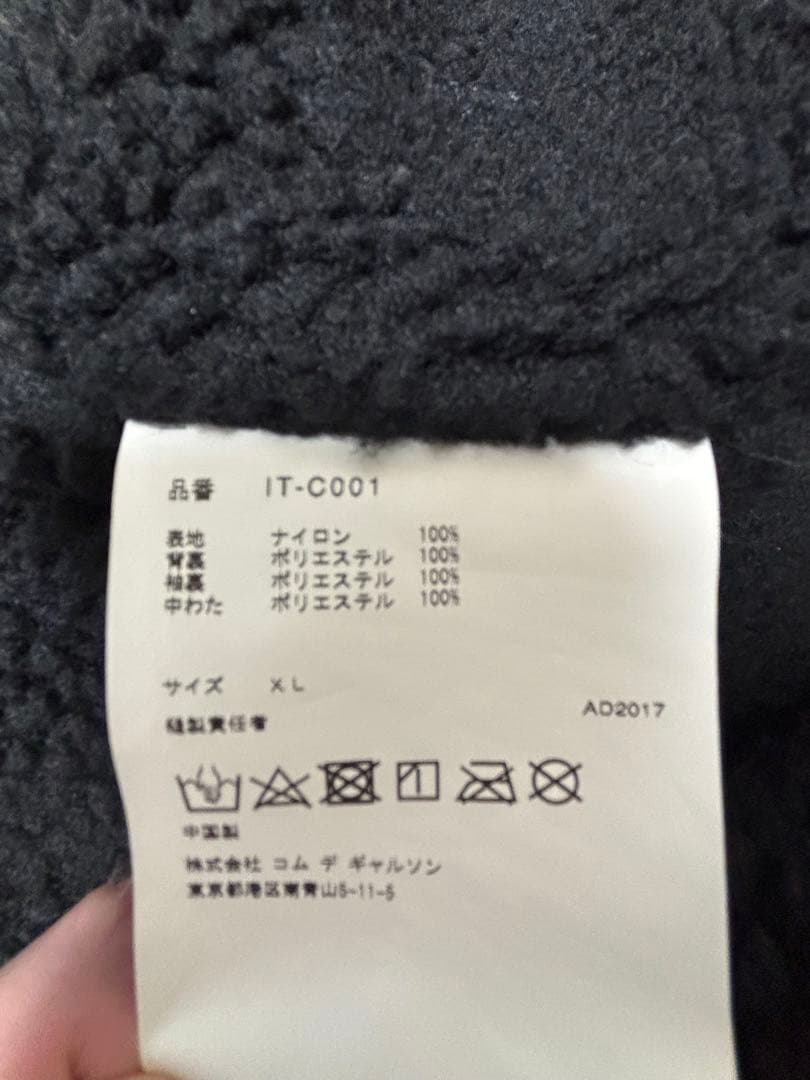 品番 IT-C001
表地 ナイロン 100%
背裏 ポリエステル 100%
袖裏 ポリエステル 100%
中わた ポリエステル 100%
サイズ XL
AD2017
縫製責任者
中国製
株式会社 コム デ ギャルソン
東京都港区南青山5-11-5